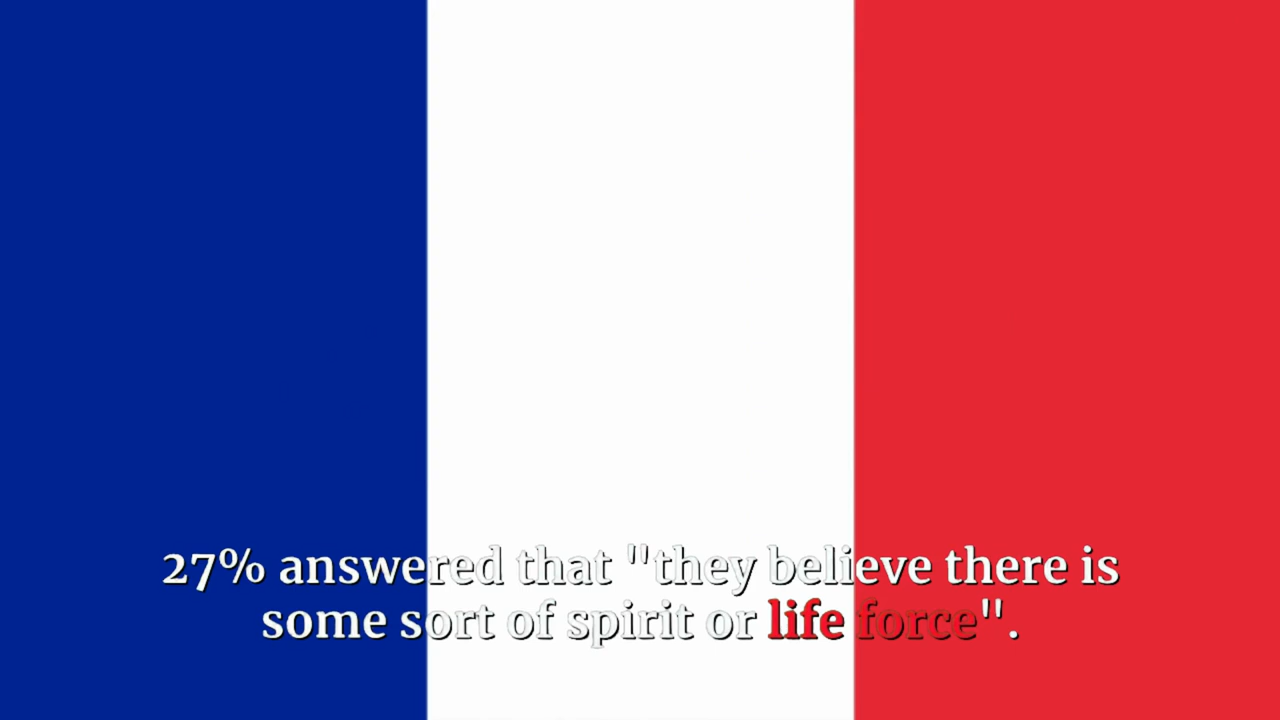 27% answered that "they believe there is
some sort of spirit or life force".